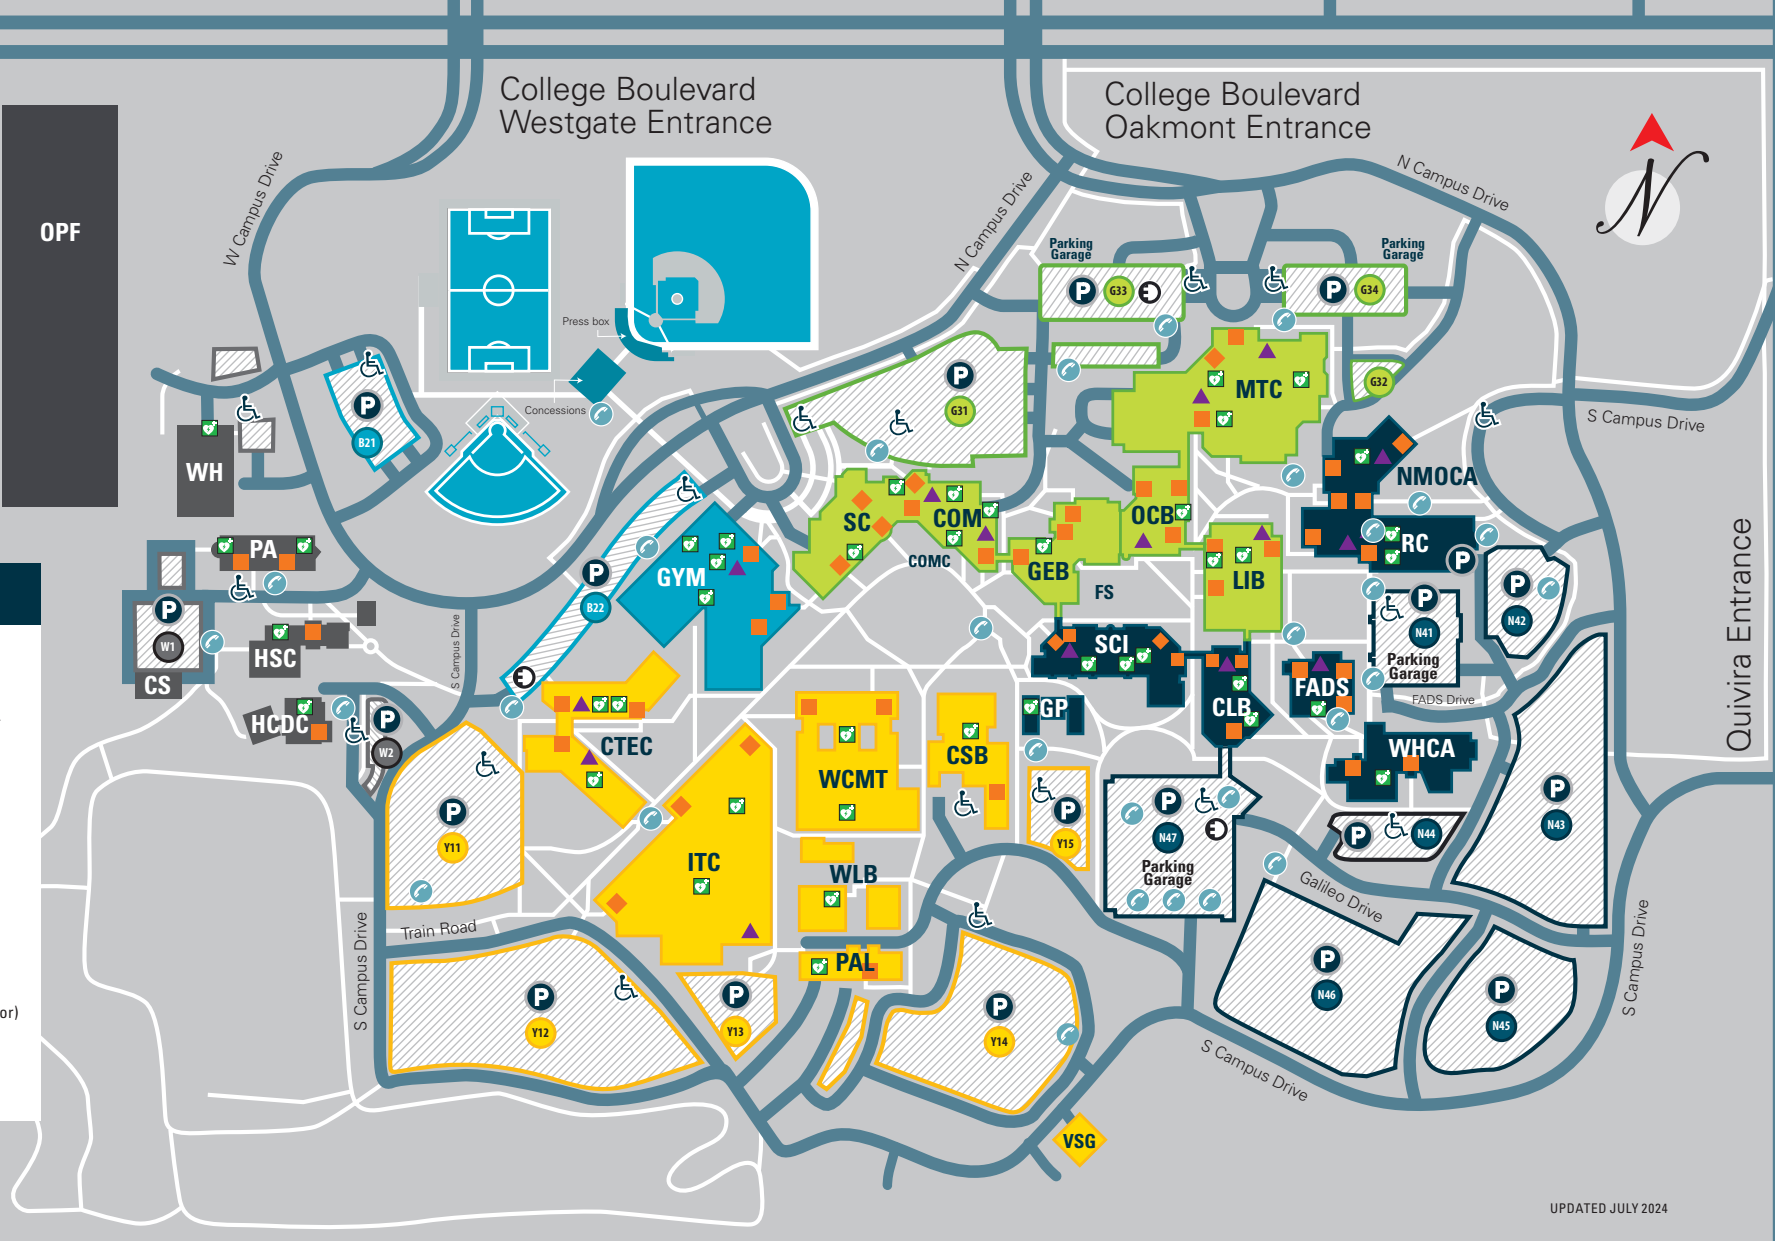 College Boulevard
Westgate Entrance
College Boulevard
Oakmont Entrance
N
OPF
W Campus Drive
N Campus Drive
N Campus Drive
Parking
Garage
P
G33
Parking
Garage
P
G34
Press box
Concessions
P
G31
MTC
G32
S Campus Drive
P
B21
WH
NMOCA
SC
COM
COMC
OCB
RC
P
GEB
LIB
FS
PA
GYM
P
B22
P
W1
CS
HSC
S Campus Drive
SCI
P
N41
Parking
Garage
P
N42
FADS
FADS Drive
HCDC
P
W2
GP
CLB
CTEC
WCMT
CSB
WHCA
Quivira Entrance
P
Y11
ITC
P
Y15
P
N47
Parking
Garage
P
N44
P
N43
WLB
Galileo Drive
Train Road
S Campus Drive
PAL
P
Y12
P
Y13
P
Y14
P
N46
P
N45
S Campus Drive
S Campus Drive
or)
VSG
UPDATED JULY 2024